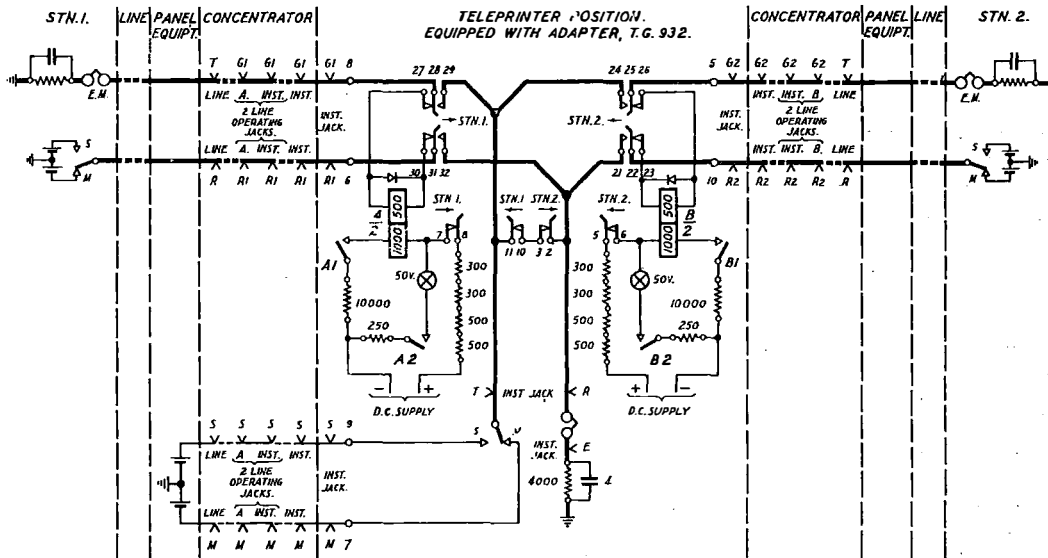 STN.1. LINE PANEL EQUIPT. CONCENTRATOR TELEPRINTER POSITION. CONCENTRATOR PANEL EQUIPT. LINE STN. 2.
EQUIPPED WITH ADAPTER, T.G. 932.
T G1 G1 G1 G1 8 27 28 29 24 25 26 5 G2 G2 G2 G2 T
E.M. LINE A. INST. INST. INST. JACK. STN.1. STN.2. INST. JACK INST. INST. B LINE E.M.
2 LINE OPERATING JACKS. 2 LINE OPERATING JACKS.
S M LINE A. INST. INST. INST. INST. B. LINE S M
R R1 R1 R1 R1 6 30 31 32 21 22 23 10 R2 R2 R2 R2 R
A/2 500 1000 STN 1. STN.1 STN.2. STN.2. 500 1000 B/2
7 8 11 10 3 2 5 6
A1 50V. 300 300 50V. B1
10000 300 300 10000
250 500 500 250
A2 500 500 B2
− + + −
D.C. SUPPLY D.C. SUPPLY
T INST JACK R
S S S S S 9 S
LINE A INST. INST. INST. JACK. INST. JACK. E
2 LINE OPERATING JACKS. 4000
LINE A INST. INST.
M M M M M 7